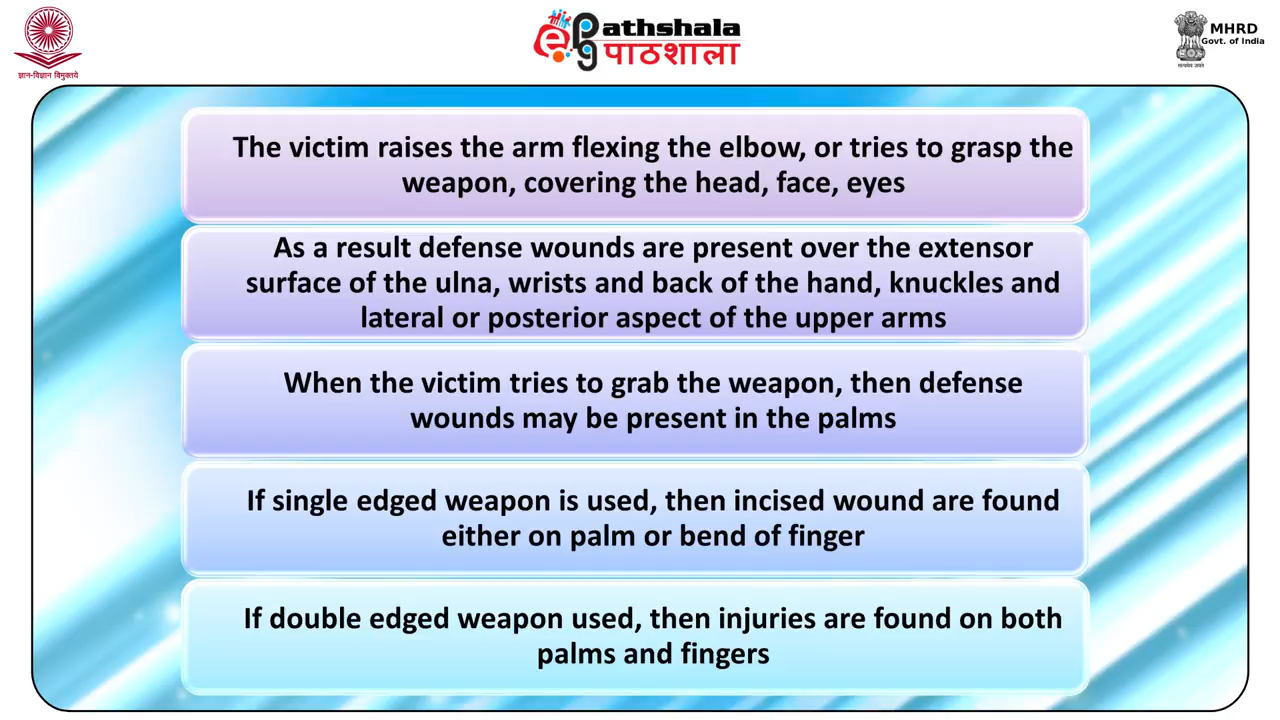 ज्ञान-विज्ञान विमुक्तये
epg Pathshala
पाठशाला
MHRD
Govt. of India
सत्यमेव जयते
The victim raises the arm flexing the elbow, or tries to grasp the
weapon, covering the head, face, eyes
As a result defense wounds are present over the extensor
surface of the ulna, wrists and back of the hand, knuckles and
lateral or posterior aspect of the upper arms
When the victim tries to grab the weapon, then defense
wounds may be present in the palms
If single edged weapon is used, then incised wound are found
either on palm or bend of finger
If double edged weapon used, then injuries are found on both
palms and fingers